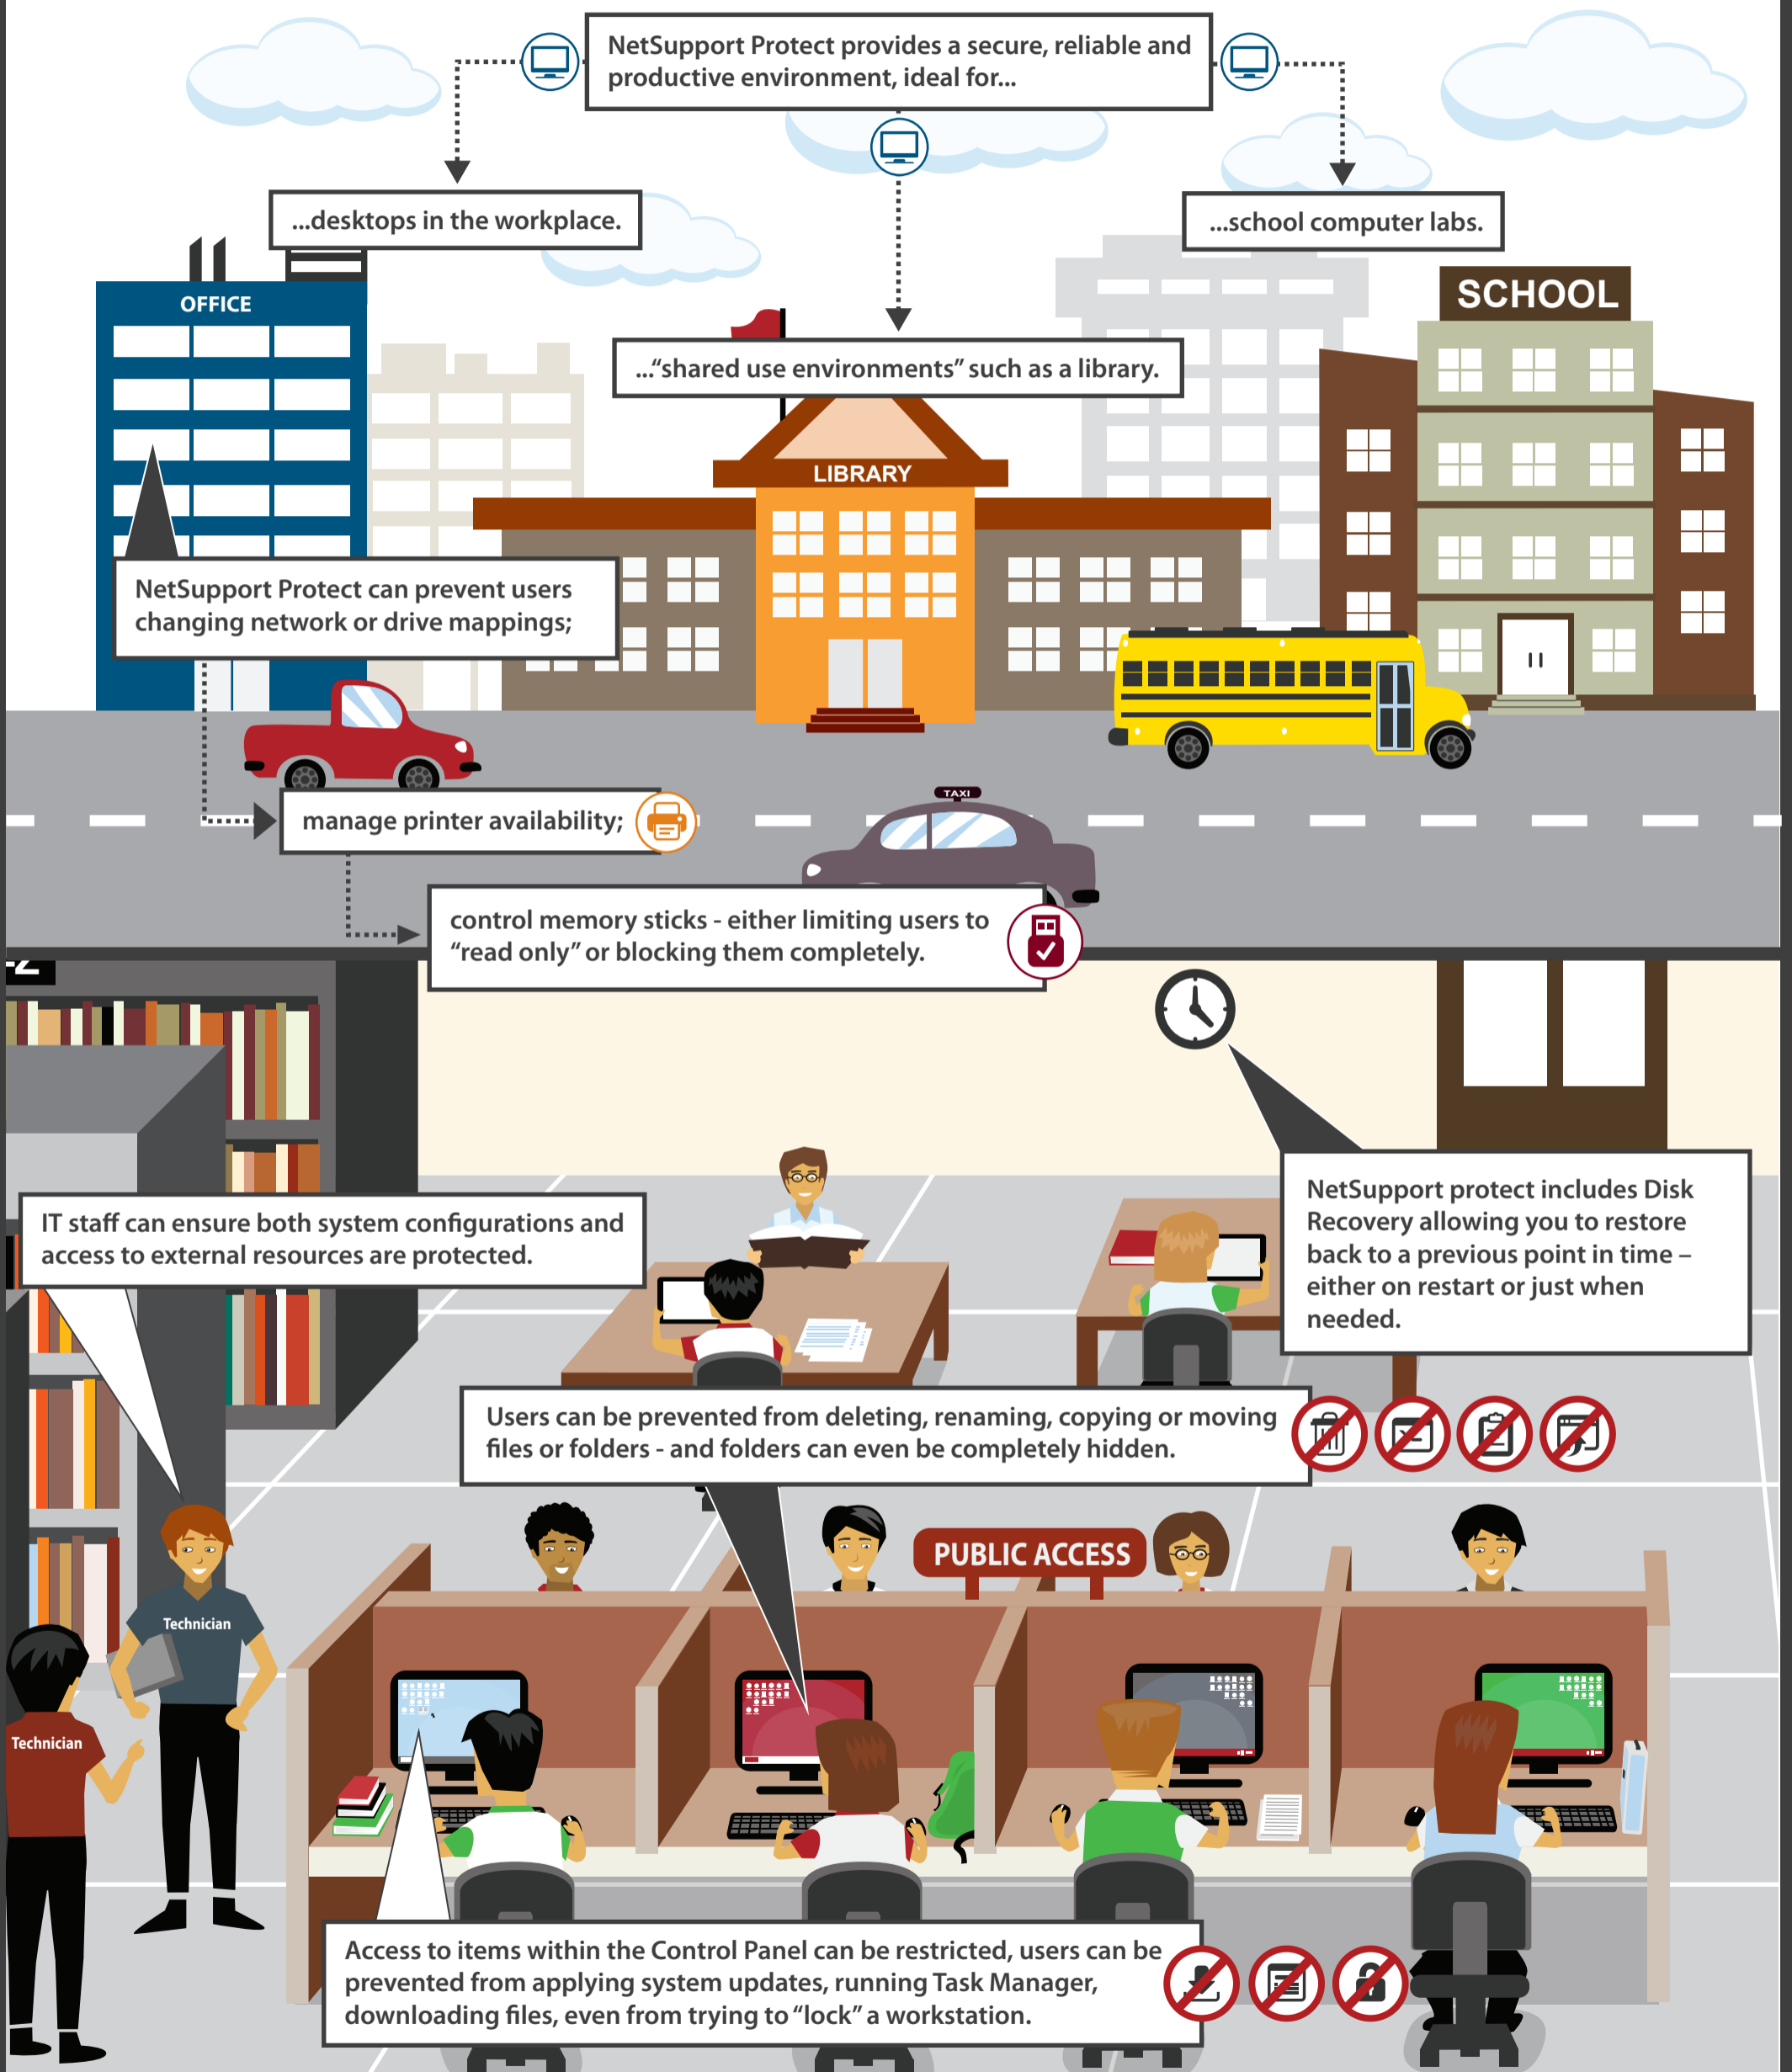 NetSupport Protect provides a secure, reliable and
productive environment, ideal for...
...desktops in the workplace.
...school computer labs.
OFFICE
SCHOOL
...“shared use environments” such as a library.
LIBRARY
NetSupport Protect can prevent users
changing network or drive mappings;
TAXI
manage printer availability;
control memory sticks - either limiting users to
“read only” or blocking them completely.
NetSupport protect includes Disk
Recovery allowing you to restore
back to a previous point in time –
either on restart or just when
needed.
IT staff can ensure both system configurations and
access to external resources are protected.
Users can be prevented from deleting, renaming, copying or moving
files or folders - and folders can even be completely hidden.
PUBLIC ACCESS
Technician
Technician
Access to items within the Control Panel can be restricted, users can be
prevented from applying system updates, running Task Manager,
downloading files, even from trying to “lock” a workstation.